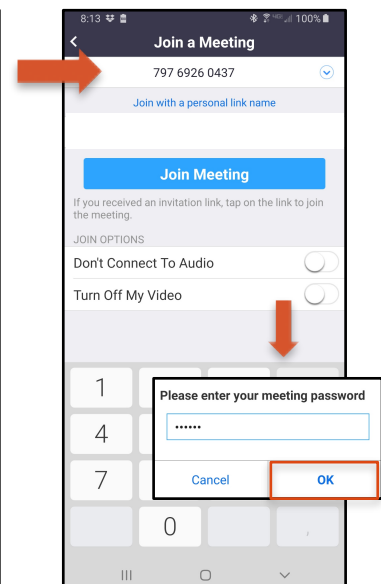 8:13 100%
Join a Meeting
797 6926 0437
Join with a personal link name
Join Meeting
If you received an invitation link, tap on the link to join
the meeting.
JOIN OPTIONS
Don't Connect To Audio
Turn Off My Video
1
Please enter your meeting password
4
••••••
7
Cancel OK
0 ,